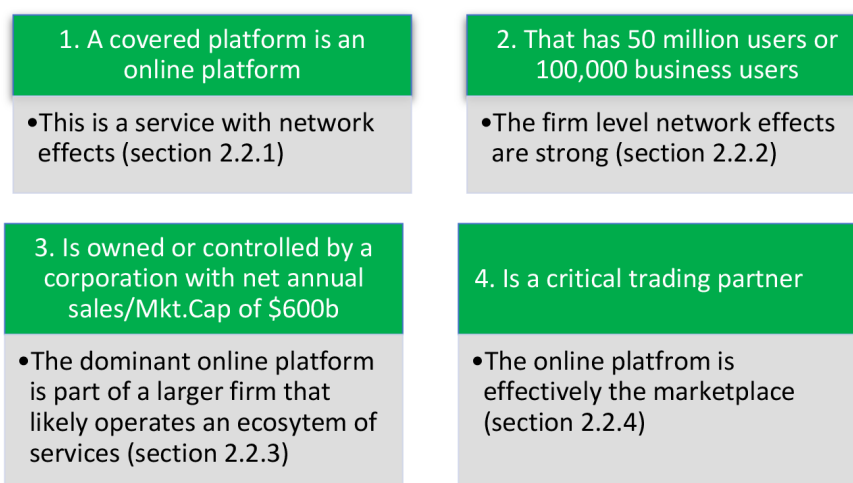 1. A covered platform is an
online platform
•This is a service with network
effects (section 2.2.1)
2. That has 50 million users or
100,000 business users
•The firm level network effects
are strong (section 2.2.2)
3. Is owned or controlled by a
corporation with net annual
sales/Mkt.Cap of $600b
•The dominant online platform
is part of a larger firm that
likely operates an ecosytem of
services (section 2.2.3)
4. Is a critical trading partner
•The online platfrom is
effectively the marketplace
(section 2.2.4)